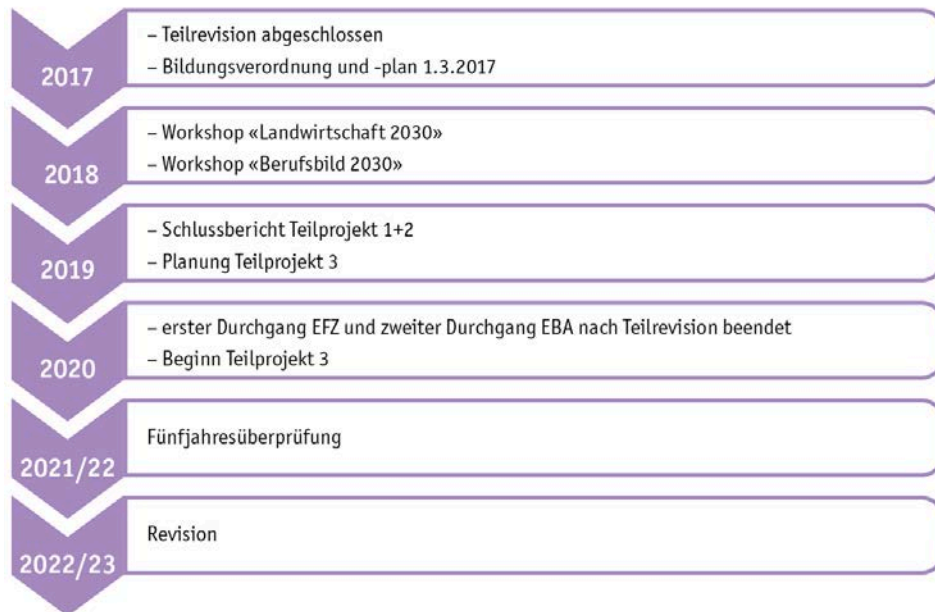 2017
– Teilrevision abgeschlossen
– Bildungsverordnung und -plan 1.3.2017
2018
– Workshop «Landwirtschaft 2030»
– Workshop «Berufsbild 2030»
2019
– Schlussbericht Teilprojekt 1+2
– Planung Teilprojekt 3
2020
– erster Durchgang EFZ und zweiter Durchgang EBA nach Teilrevision beendet
– Beginn Teilprojekt 3
2021/22
Fünfjahresüberprüfung
2022/23
Revision